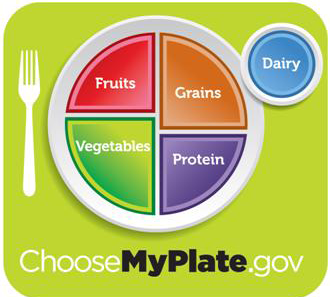 Dairy
Fruits
Grains
Vegetables
Protein
ChooseMyPlate.gov